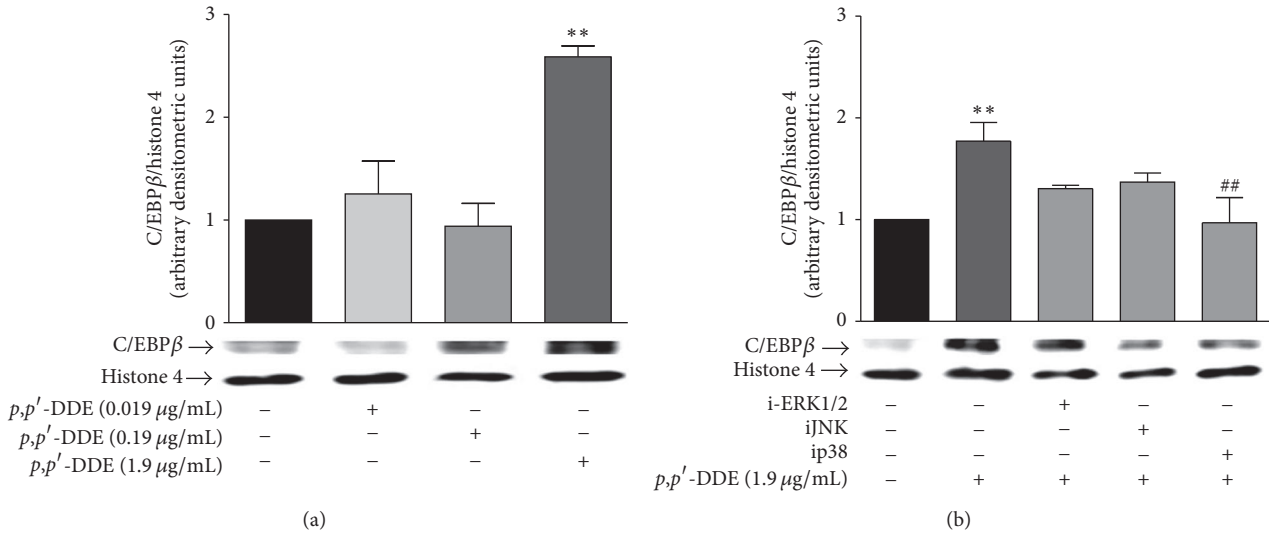 3
2
1
0
C/EBPβ/histone 4
(arbitrary densitometric units)
**
C/EBPβ →
Histone 4 →
p,p′-DDE (0.019 μg/mL) − + − −
p,p′-DDE (0.19 μg/mL) − − + −
p,p′-DDE (1.9 μg/mL) − − − +
(a)
3
2
1
0
C/EBPβ/histone 4
(arbitrary densitometric units)
**
##
C/EBPβ →
Histone 4 →
i-ERK1/2 − − + − −
iJNK − − − + −
ip38 − − − − +
p,p′-DDE (1.9 μg/mL) − + + + +
(b)